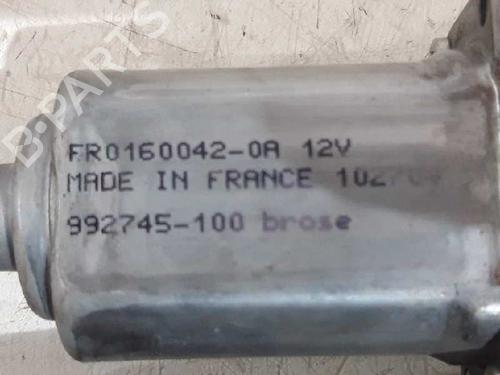 B-PARTS
FR0160042-0A 12V
MADE IN FRANCE
992745-100 brose